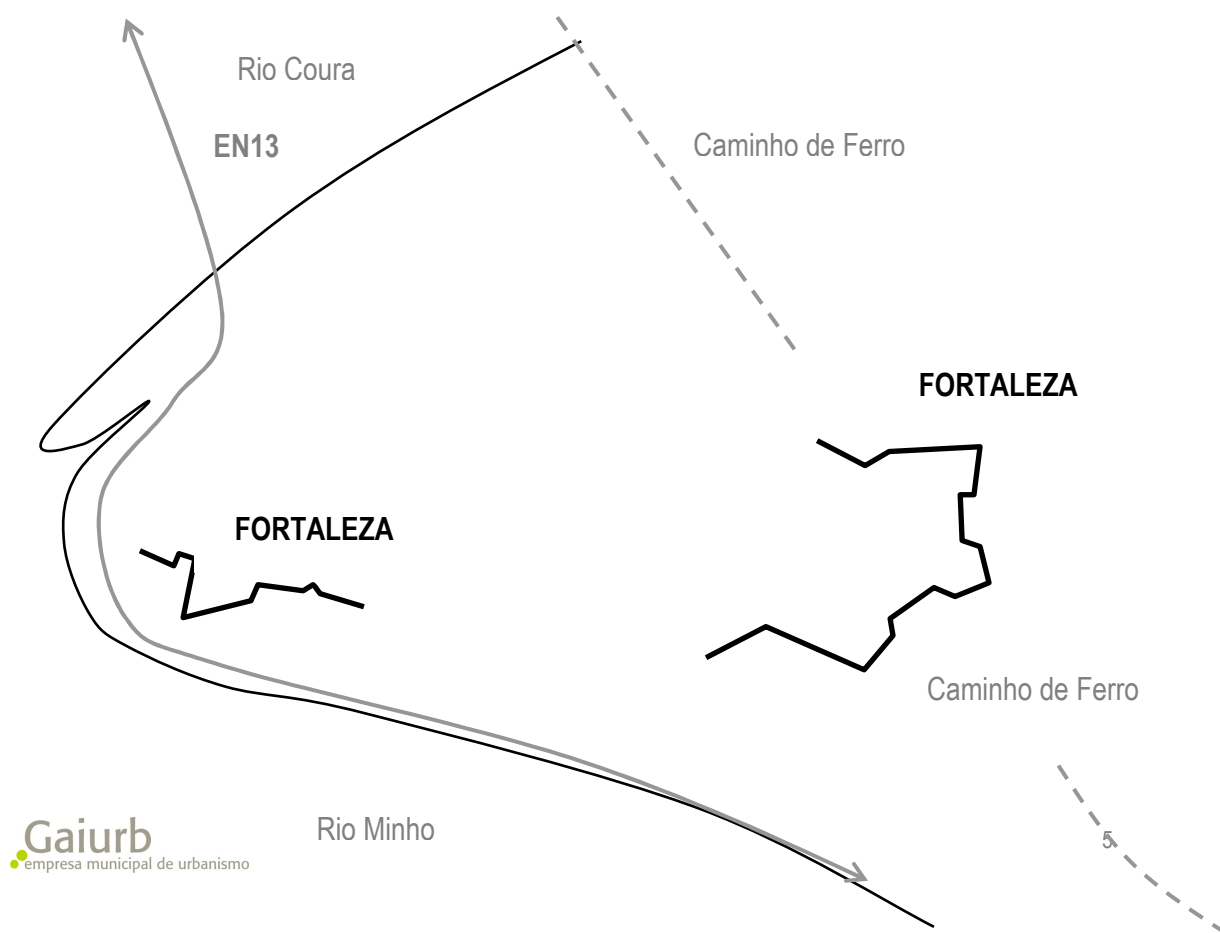 Rio Coura
EN13
Caminho de Ferro
FORTALEZA
FORTALEZA
Caminho de Ferro
Rio Minho
Gaiurb
empresa municipal de urbanismo
5